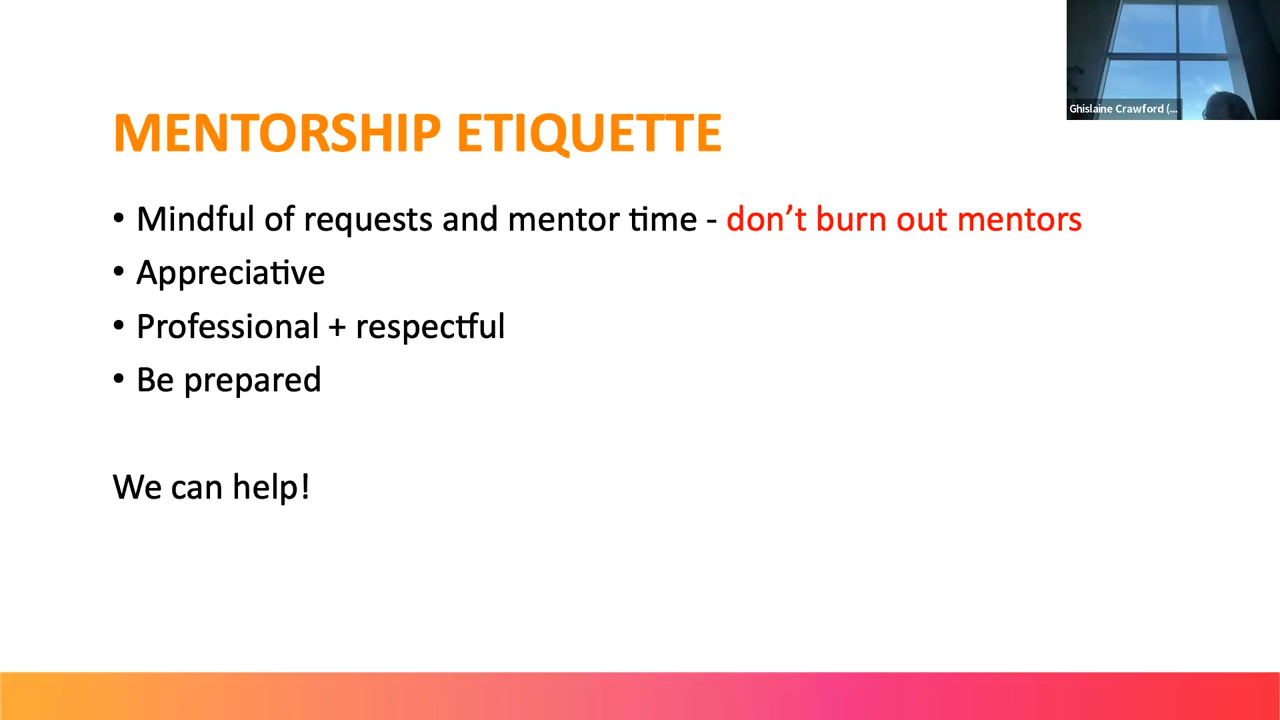 Ghislaine Crawford (...
MENTORSHIP ETIQUETTE
• Mindful of requests and mentor time - don’t burn out mentors
• Appreciative
• Professional + respectful
• Be prepared
We can help!